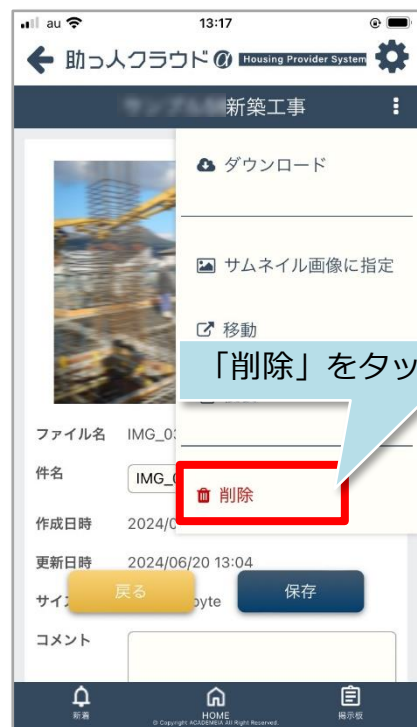 au 13:17
助っ人クラウド α Housing Provider System
新築工事
ダウンロード
サムネイル画像に指定
移動
「削除」をタッ
ファイル名 IMG_03
件名 IMG_0
削除
作成日時 2024/0
更新日時 2024/06/20 13:04
サイ byte
戻る 保存
コメント
新着 HOME 掲示板
© Copyright ACADEMEIA All Right Reserved.